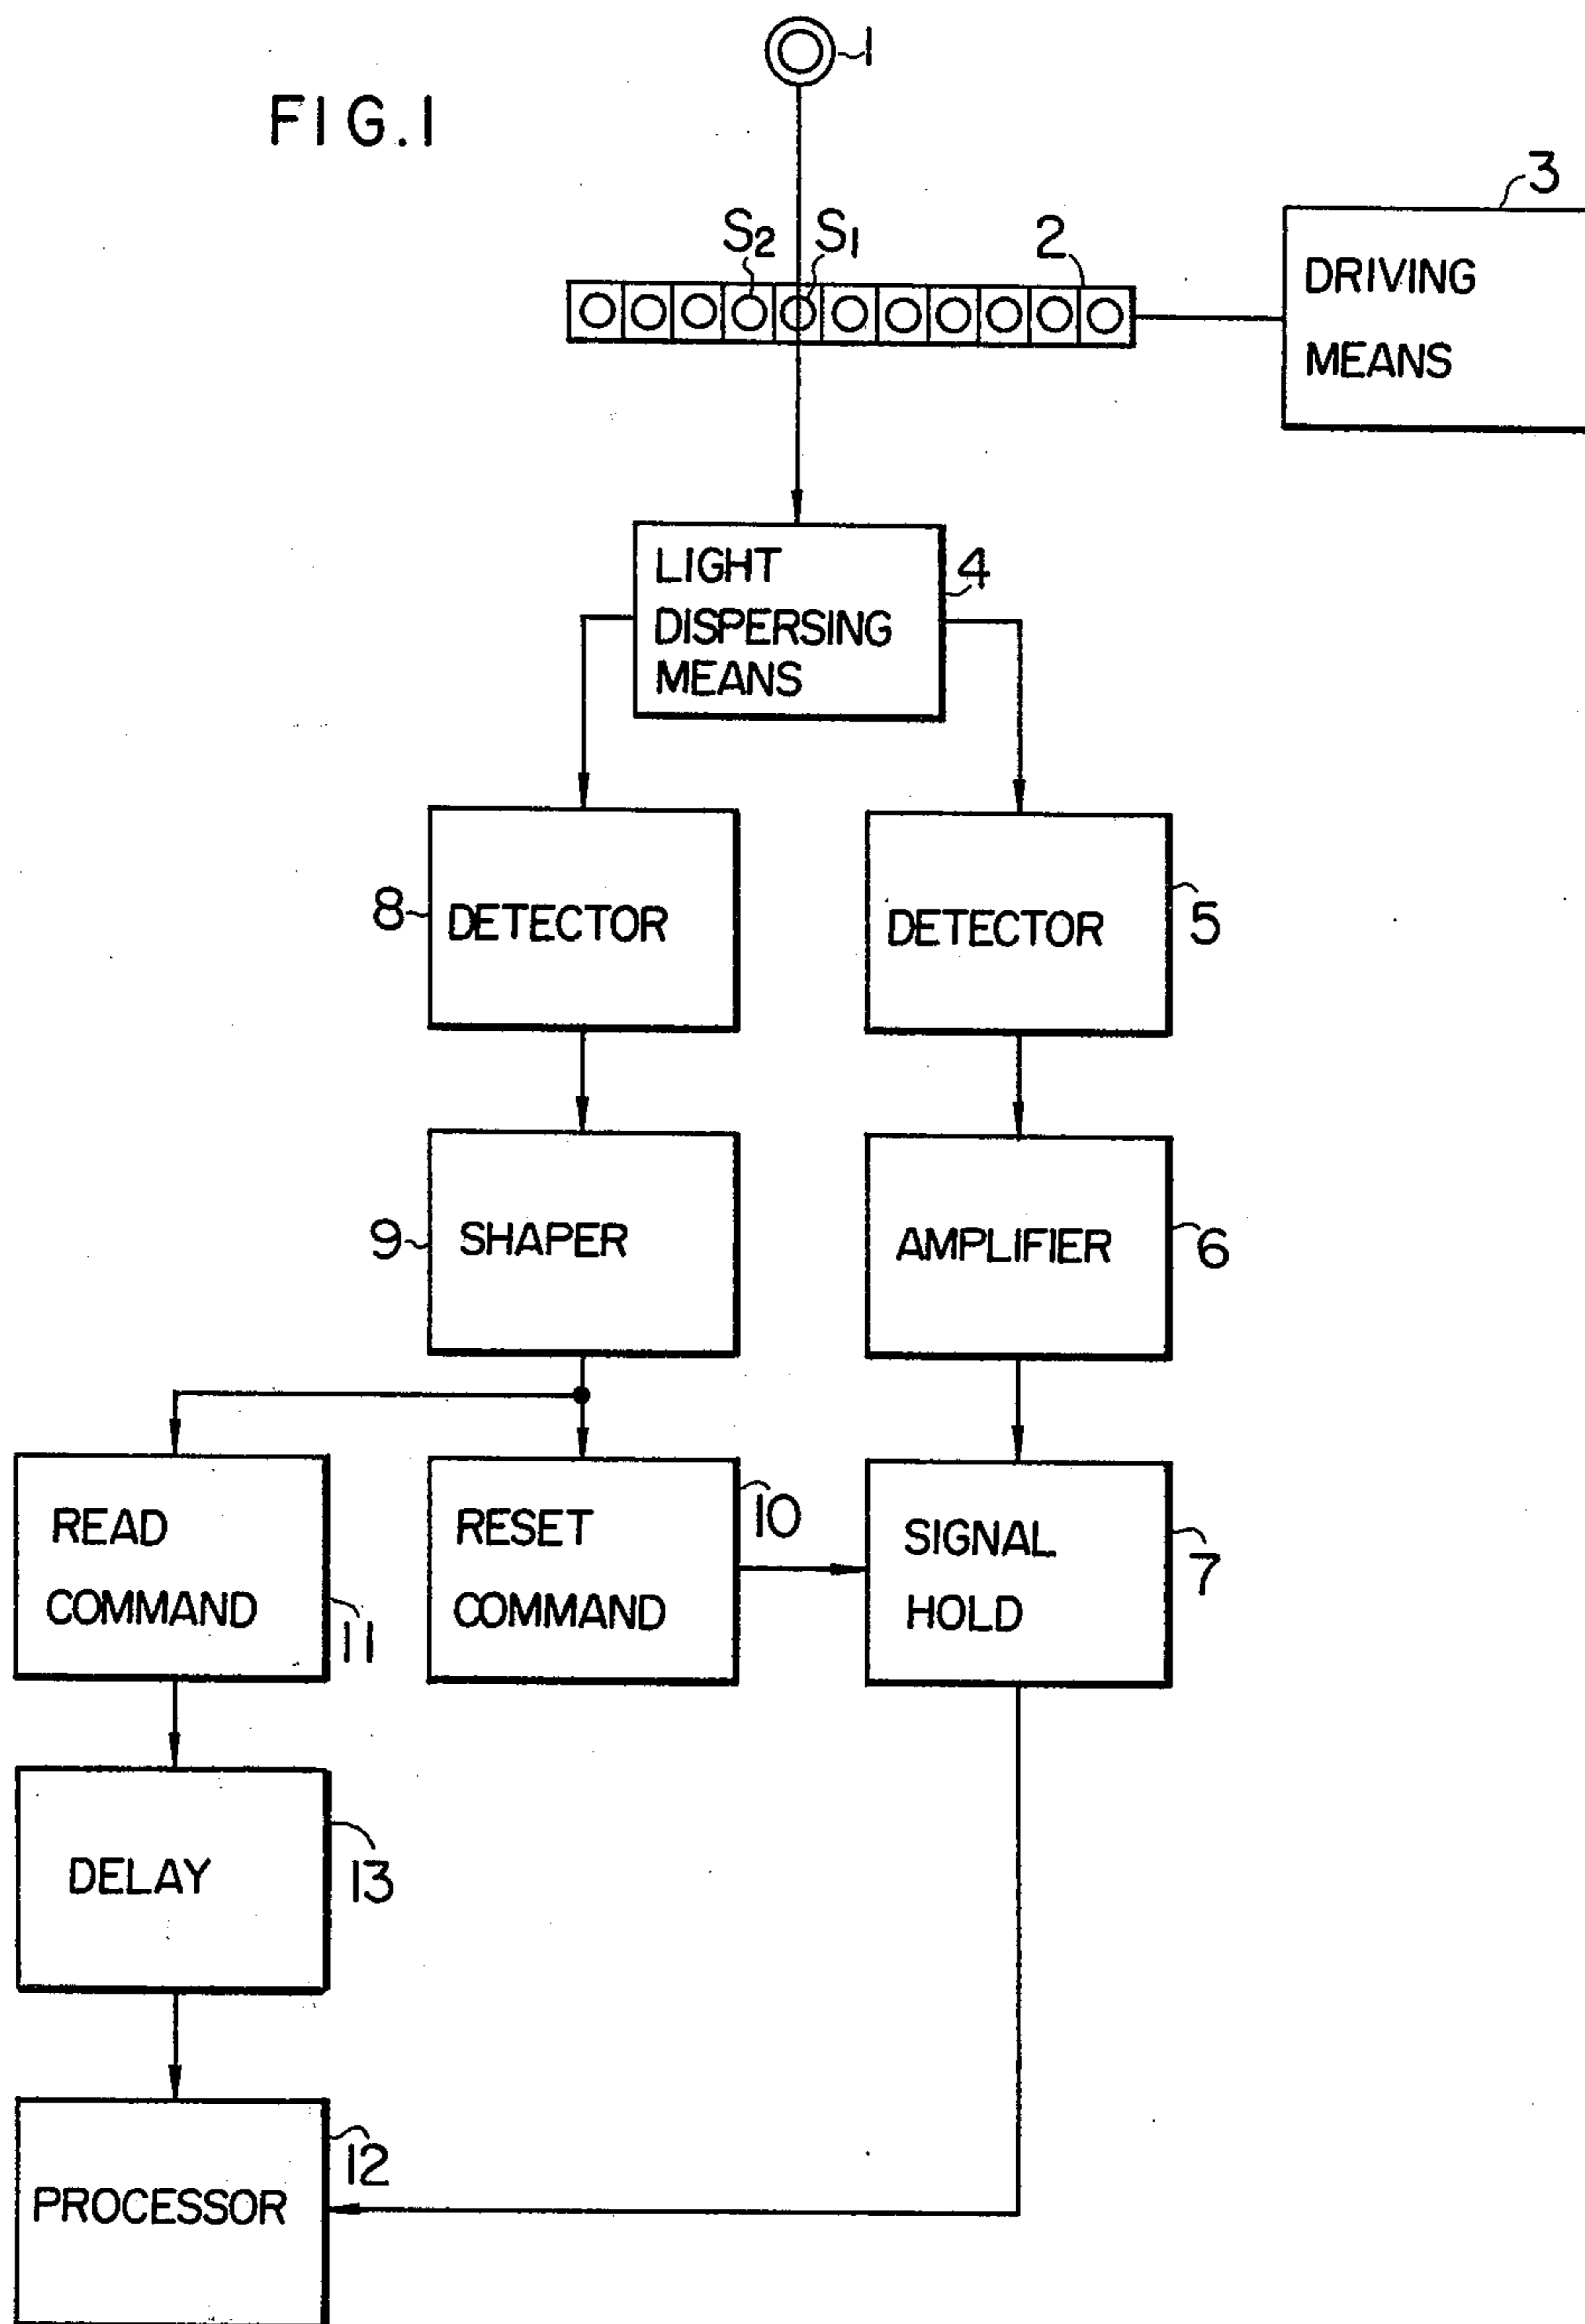 FIG.1
1
3
S2 S1 2
DRIVING
MEANS
LIGHT
DISPERSING
MEANS
4
8
DETECTOR
DETECTOR
5
9
SHAPER
AMPLIFIER
6
READ
COMMAND
11
RESET
COMMAND
10
SIGNAL
HOLD
7
DELAY
13
PROCESSOR
12